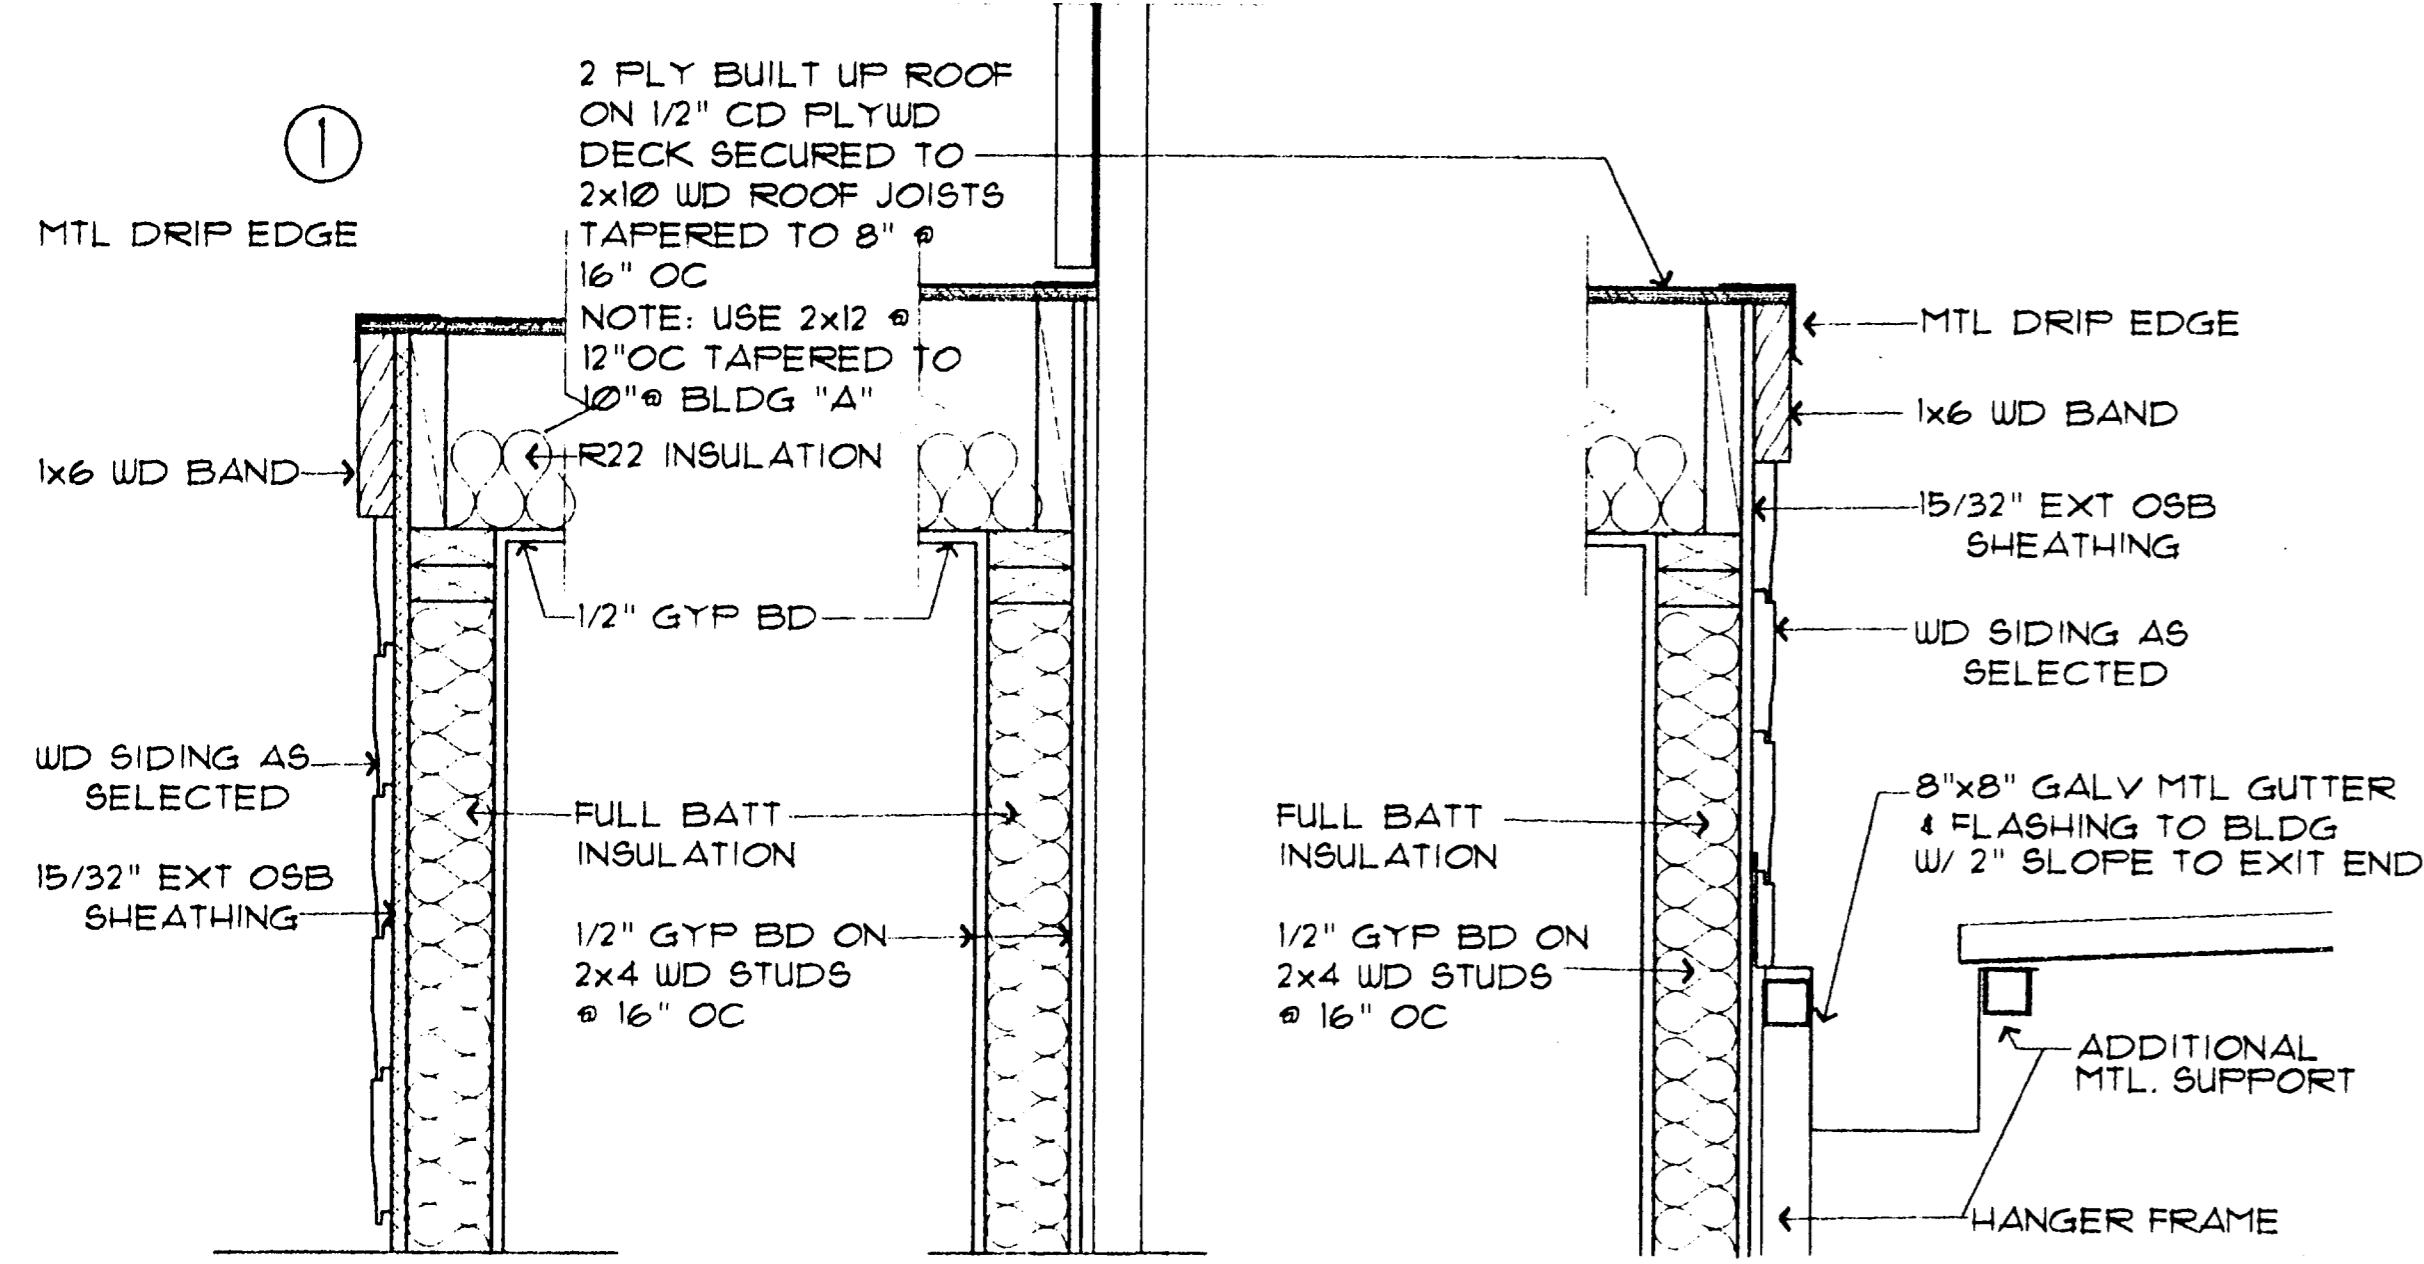 1
MTL DRIP EDGE
1x6 WD BAND
WD SIDING AS
SELECTED
15/32" EXT OSB
SHEATHING
2 PLY BUILT UP ROOF
ON 1/2" CD PLYWD
DECK SECURED TO
2x10 WD ROOF JOISTS
TAPERED TO 8" @
16" OC
NOTE: USE 2x12 @
12"OC TAPERED TO
10"@ BLDG "A"
R22 INSULATION
1/2" GYP BD
FULL BATT
INSULATION
1/2" GYP BD ON
2x4 WD STUDS
@ 16" OC
FULL BATT
INSULATION
1/2" GYP BD ON
2x4 WD STUDS
@ 16" OC
MTL DRIP EDGE
1x6 WD BAND
15/32" EXT OSB
SHEATHING
WD SIDING AS
SELECTED
8"x8" GALV MTL GUTTER
& FLASHING TO BLDG
W/ 2" SLOPE TO EXIT END
ADDITIONAL
MTL. SUPPORT
HANGER FRAME